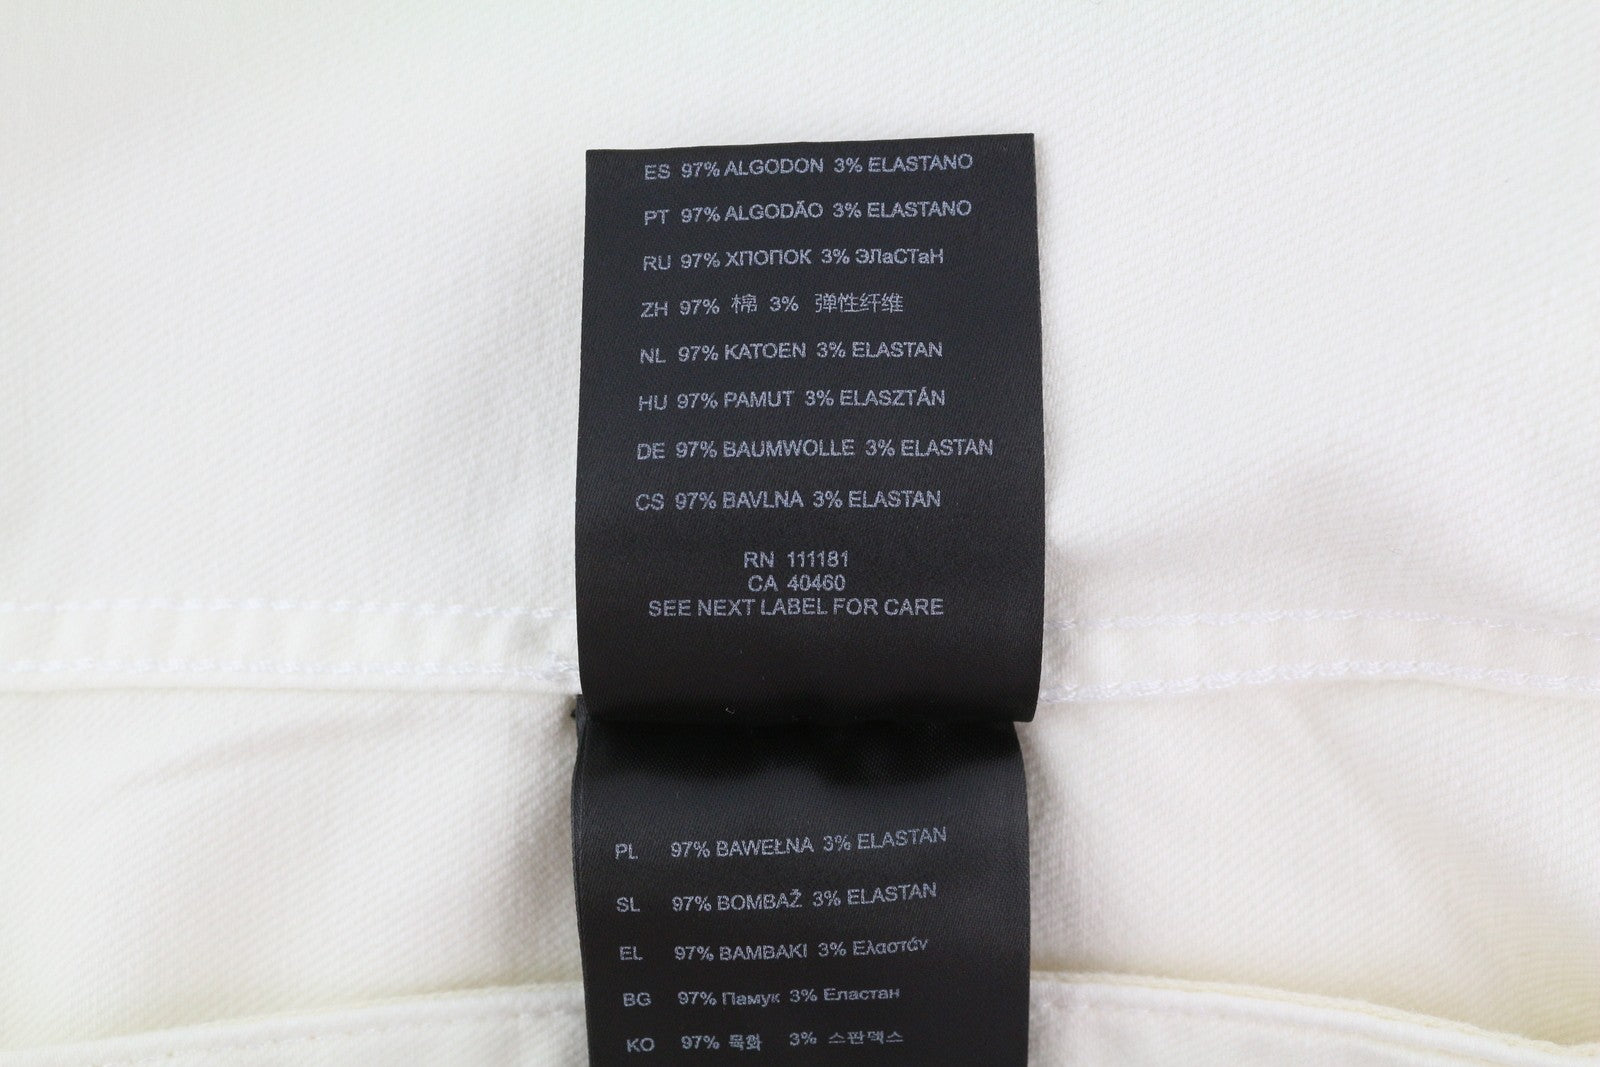 ES 97% ALGODON 3% ELASTANO
PT 97% ALGODÃO 3% ELASTANO
RU 97% ХПОПОК 3% ЭЛаСТаН
ZH 97% 棉 3% 弹性纤维
NL 97% KATOEN 3% ELASTAN
HU 97% PAMUT 3% ELASZTÁN
DE 97% BAUMWOLLE 3% ELASTAN
CS 97% BAVLNA 3% ELASTAN
RN 111181
CA 40460
SEE NEXT LABEL FOR CARE
PL 97% BAWEŁNA 3% ELASTAN
SL 97% BOMBAŽ 3% ELASTAN
EL 97% ΒΑΜΒΑΚΙ 3% Ελαστάν
BG 97% Памук 3% Еластан
KO 97% 목화 3% 스판덱스